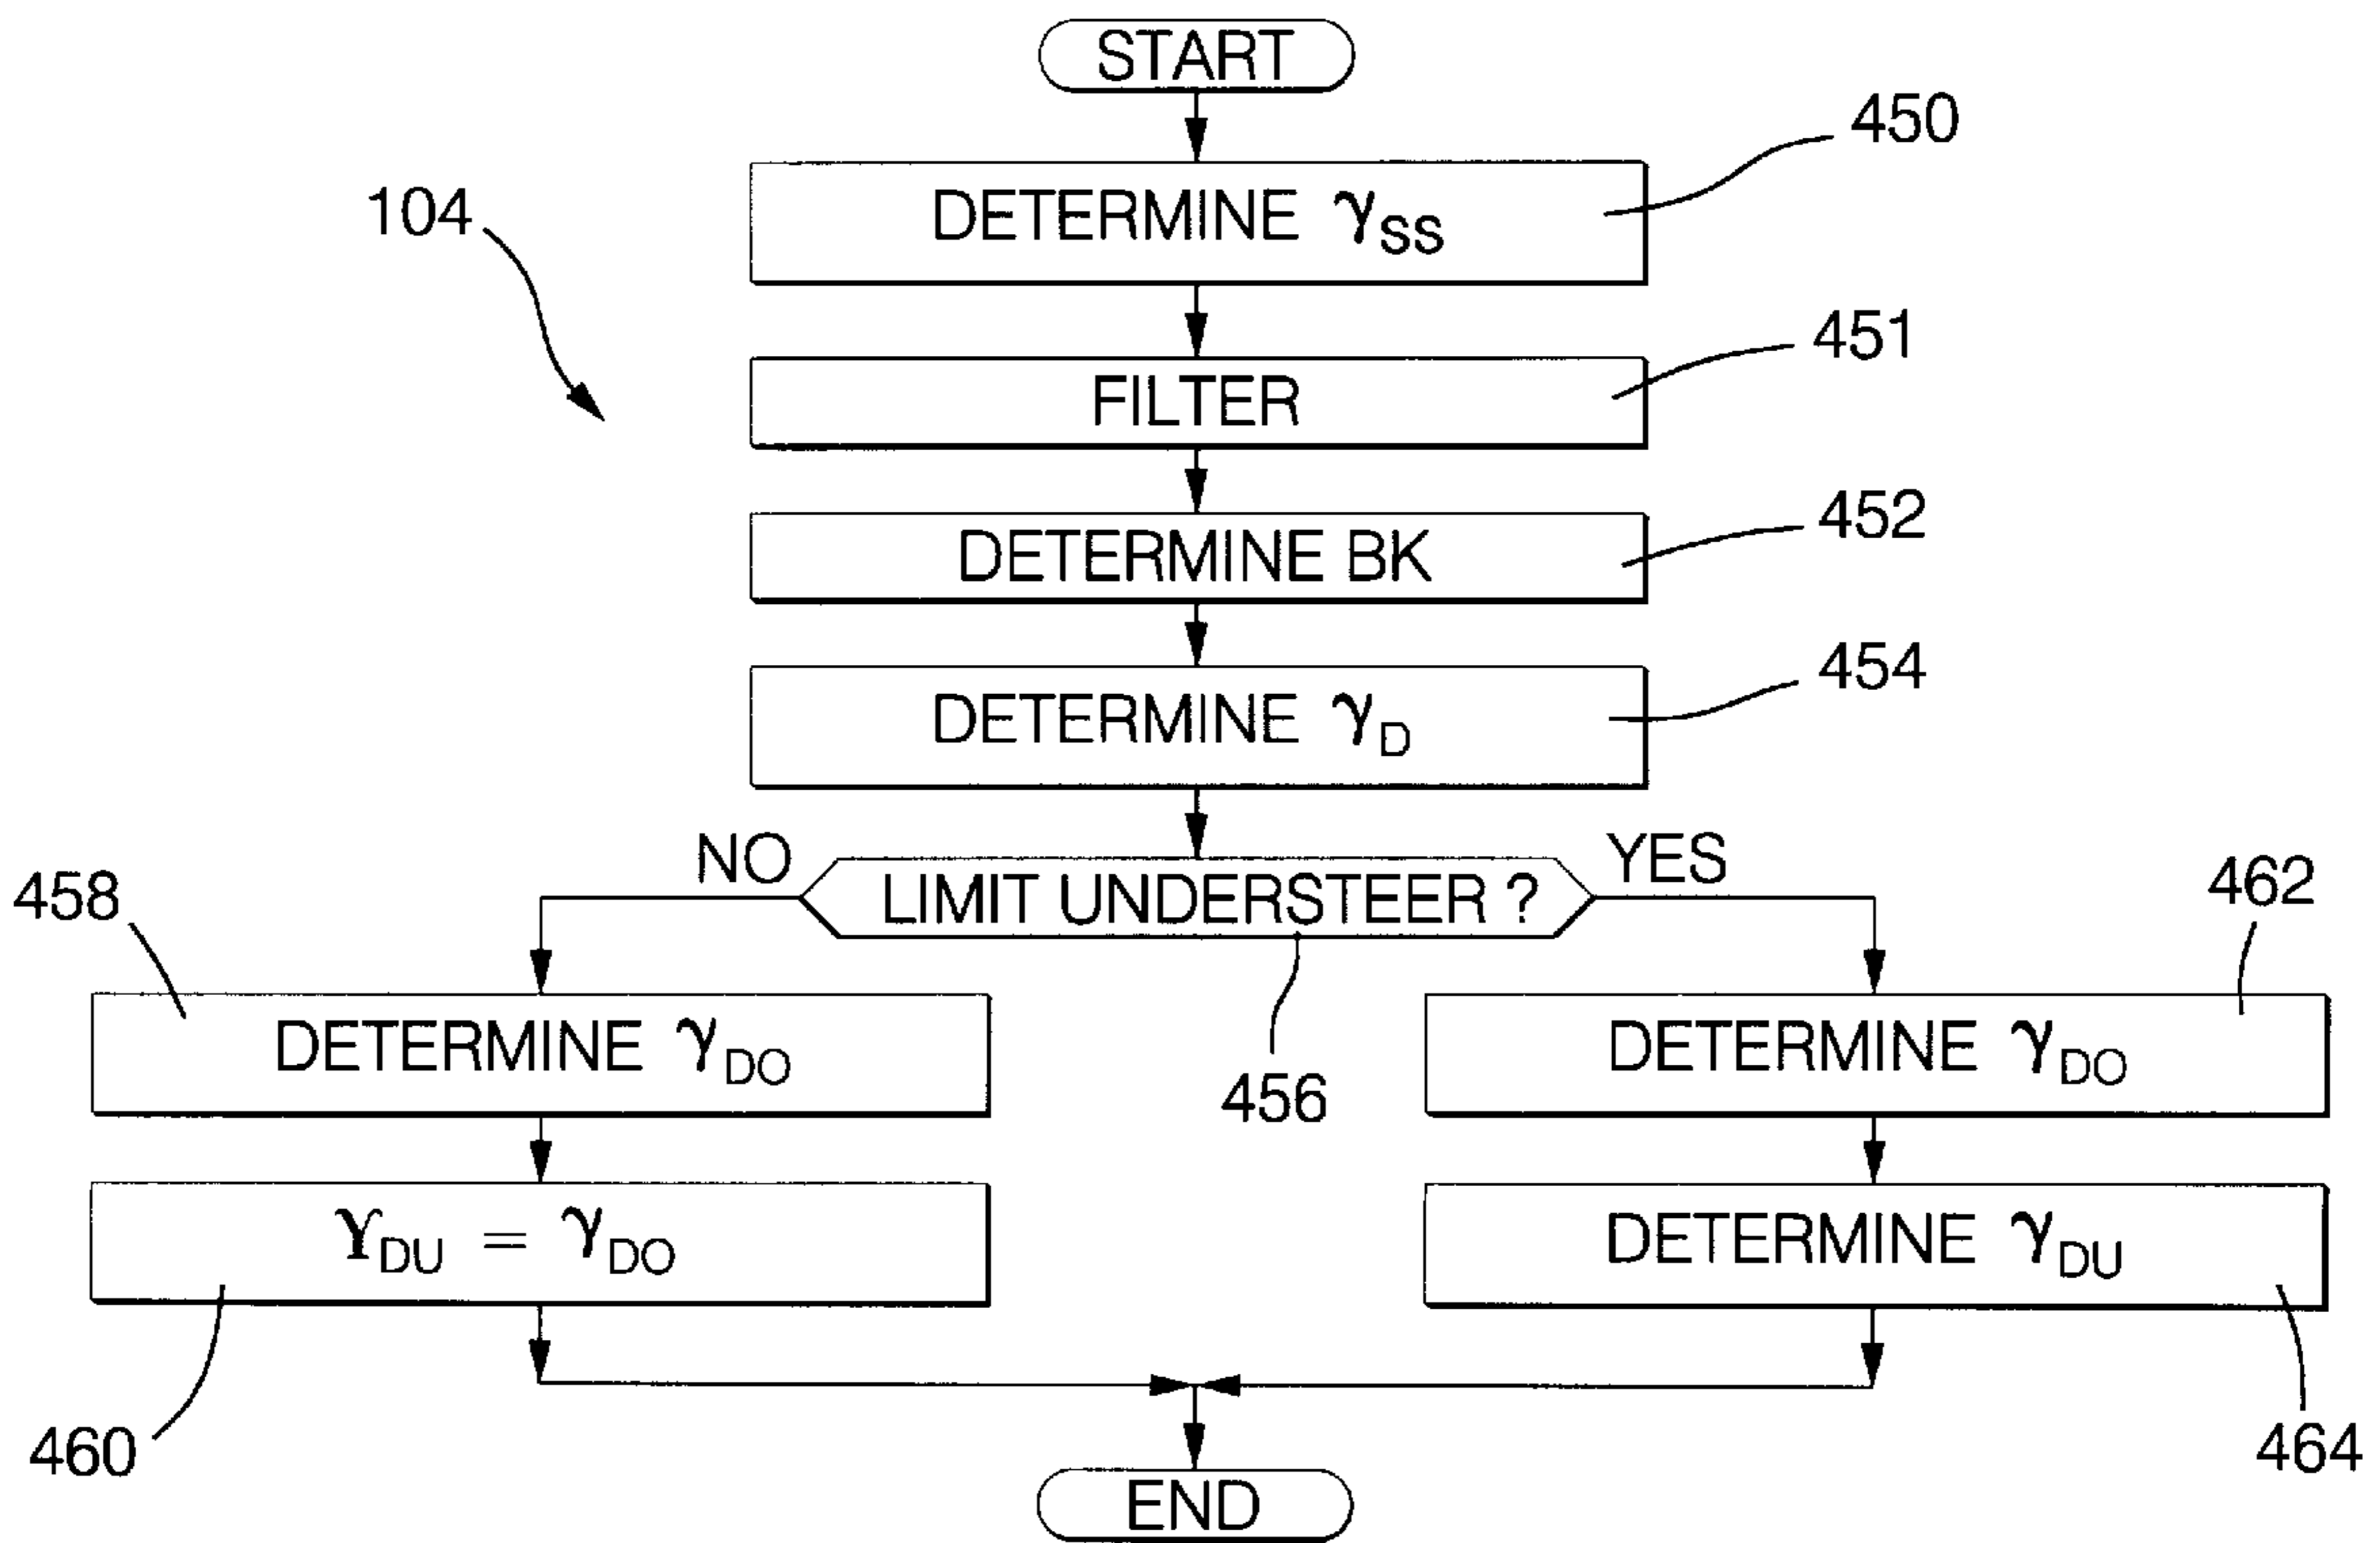 START
450
DETERMINE γSS
104
451
FILTER
452
DETERMINE BK
454
DETERMINE γD
NO
YES
458
LIMIT UNDERSTEER ?
462
DETERMINE γDO
456
DETERMINE γDO
ϒDU = γDO
DETERMINE γDU
460
464
END